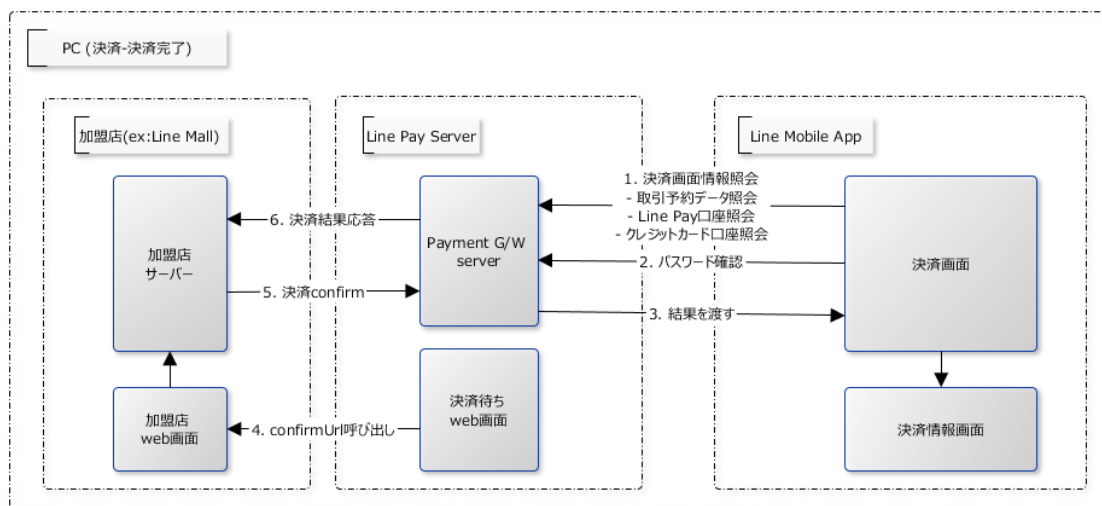 PC (決済-決済完了)
加盟店(ex:Line Mall)
Line Pay Server
Line Mobile App
1. 決済画面情報照会
- 取引予約データ照会
- Line Pay口座照会
- クレジットカード口座照会
6. 決済結果応答
Payment G/W
server
加盟店
サーバー
2. パスワード確認
決済画面
5. 決済confirm
3. 結果を渡す
加盟店
web画面
4. confirmUrl呼び出し
決済待ち
web画面
決済情報画面